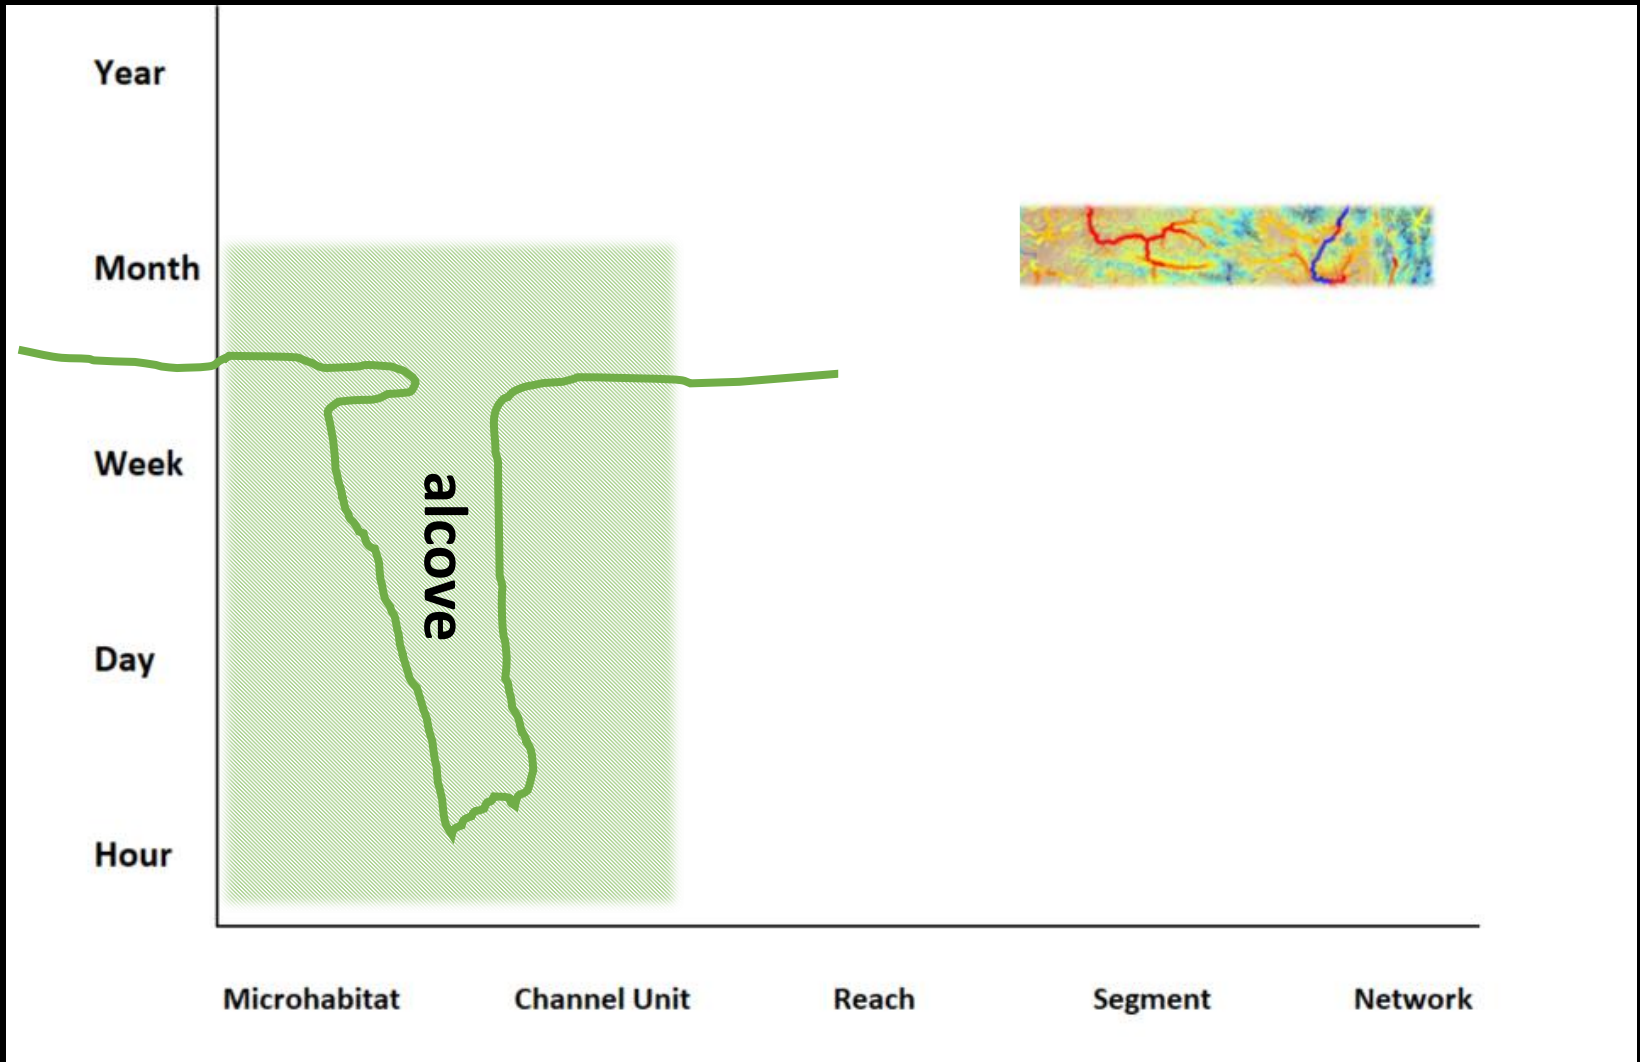 Year
Month
Week
alcove
Day
Hour
Microhabitat Channel Unit Reach Segment Network